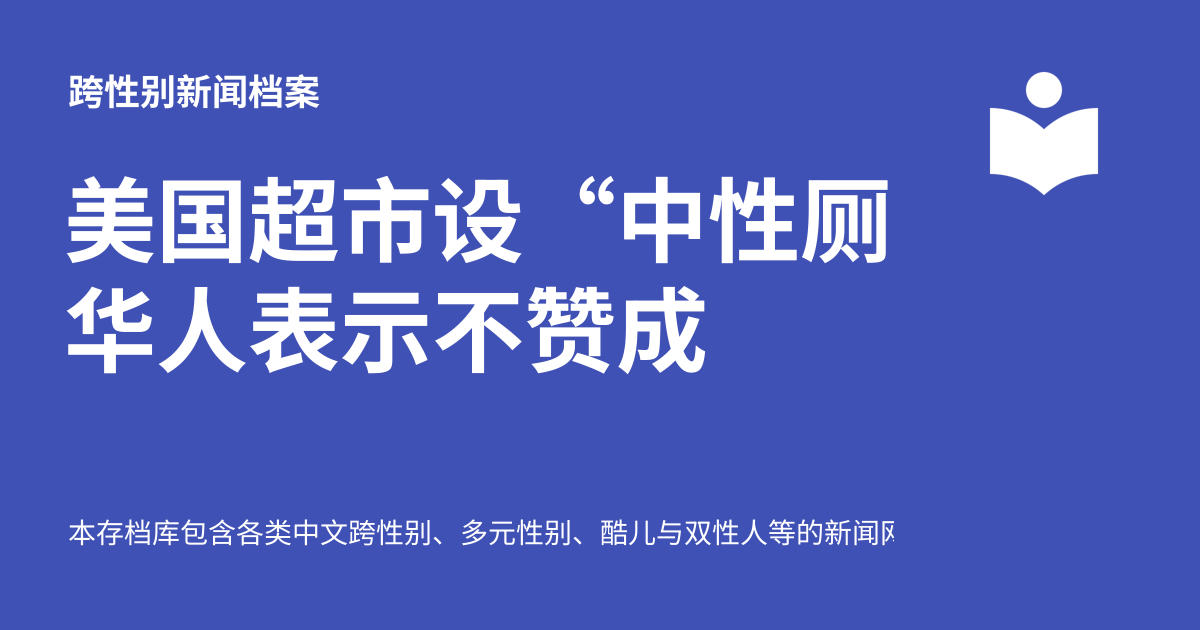 跨性别新闻档案
美国超市设“中性厕
华人表示不赞成
本存档库包含各类中文跨性别、多元性别、酷儿与双性人等的新闻